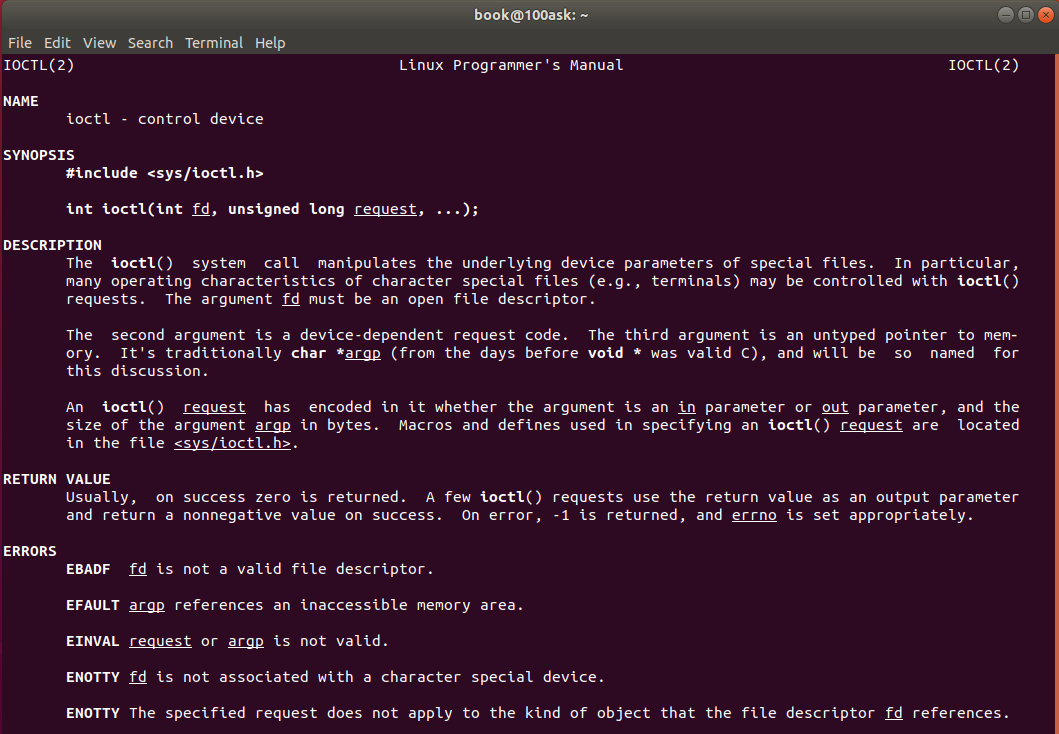 book@100ask: ~
File Edit View Search Terminal Help
IOCTL(2) Linux Programmer's Manual IOCTL(2)
NAME
ioctl - control device
SYNOPSIS
#include <sys/ioctl.h>
int ioctl(int fd, unsigned long request, ...);
DESCRIPTION
The ioctl() system call manipulates the underlying device parameters of special files. In particular,
many operating characteristics of character special files (e.g., terminals) may be controlled with ioctl()
requests. The argument fd must be an open file descriptor.
The second argument is a device-dependent request code. The third argument is an untyped pointer to mem-
ory. It's traditionally char *argp (from the days before void * was valid C), and will be so named for
this discussion.
An ioctl() request has encoded in it whether the argument is an in parameter or out parameter, and the
size of the argument argp in bytes. Macros and defines used in specifying an ioctl() request are located
in the file <sys/ioctl.h>.
RETURN VALUE
Usually, on success zero is returned. A few ioctl() requests use the return value as an output parameter
and return a nonnegative value on success. On error, -1 is returned, and errno is set appropriately.
ERRORS
EBADF fd is not a valid file descriptor.
EFAULT argp references an inaccessible memory area.
EINVAL request or argp is not valid.
ENOTTY fd is not associated with a character special device.
ENOTTY The specified request does not apply to the kind of object that the file descriptor fd references.